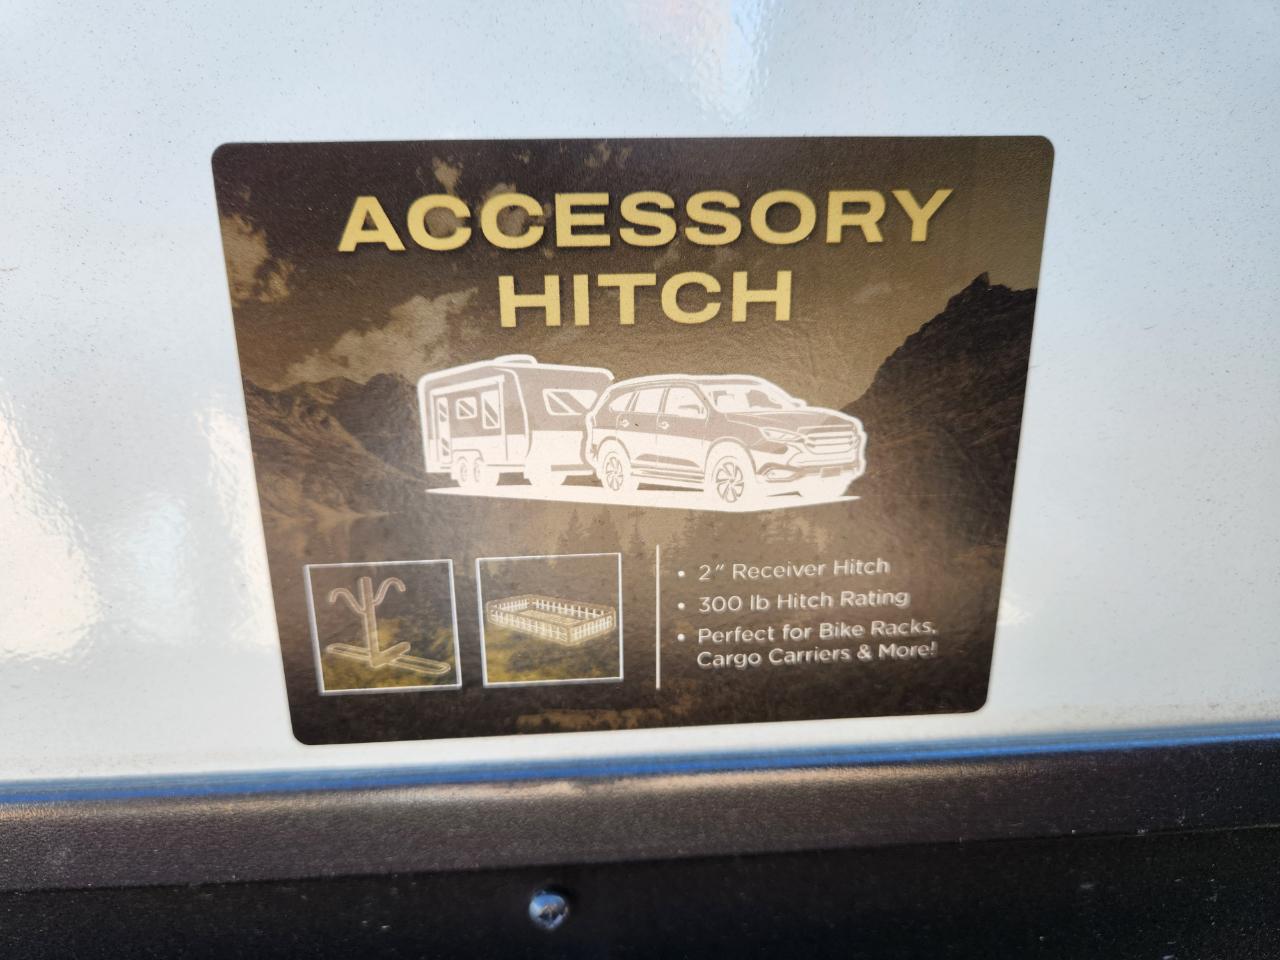 ACCESSORY
HITCH
• 2" Receiver Hitch
• 300 lb Hitch Rating
• Perfect for Bike Racks,
Cargo Carriers & More!